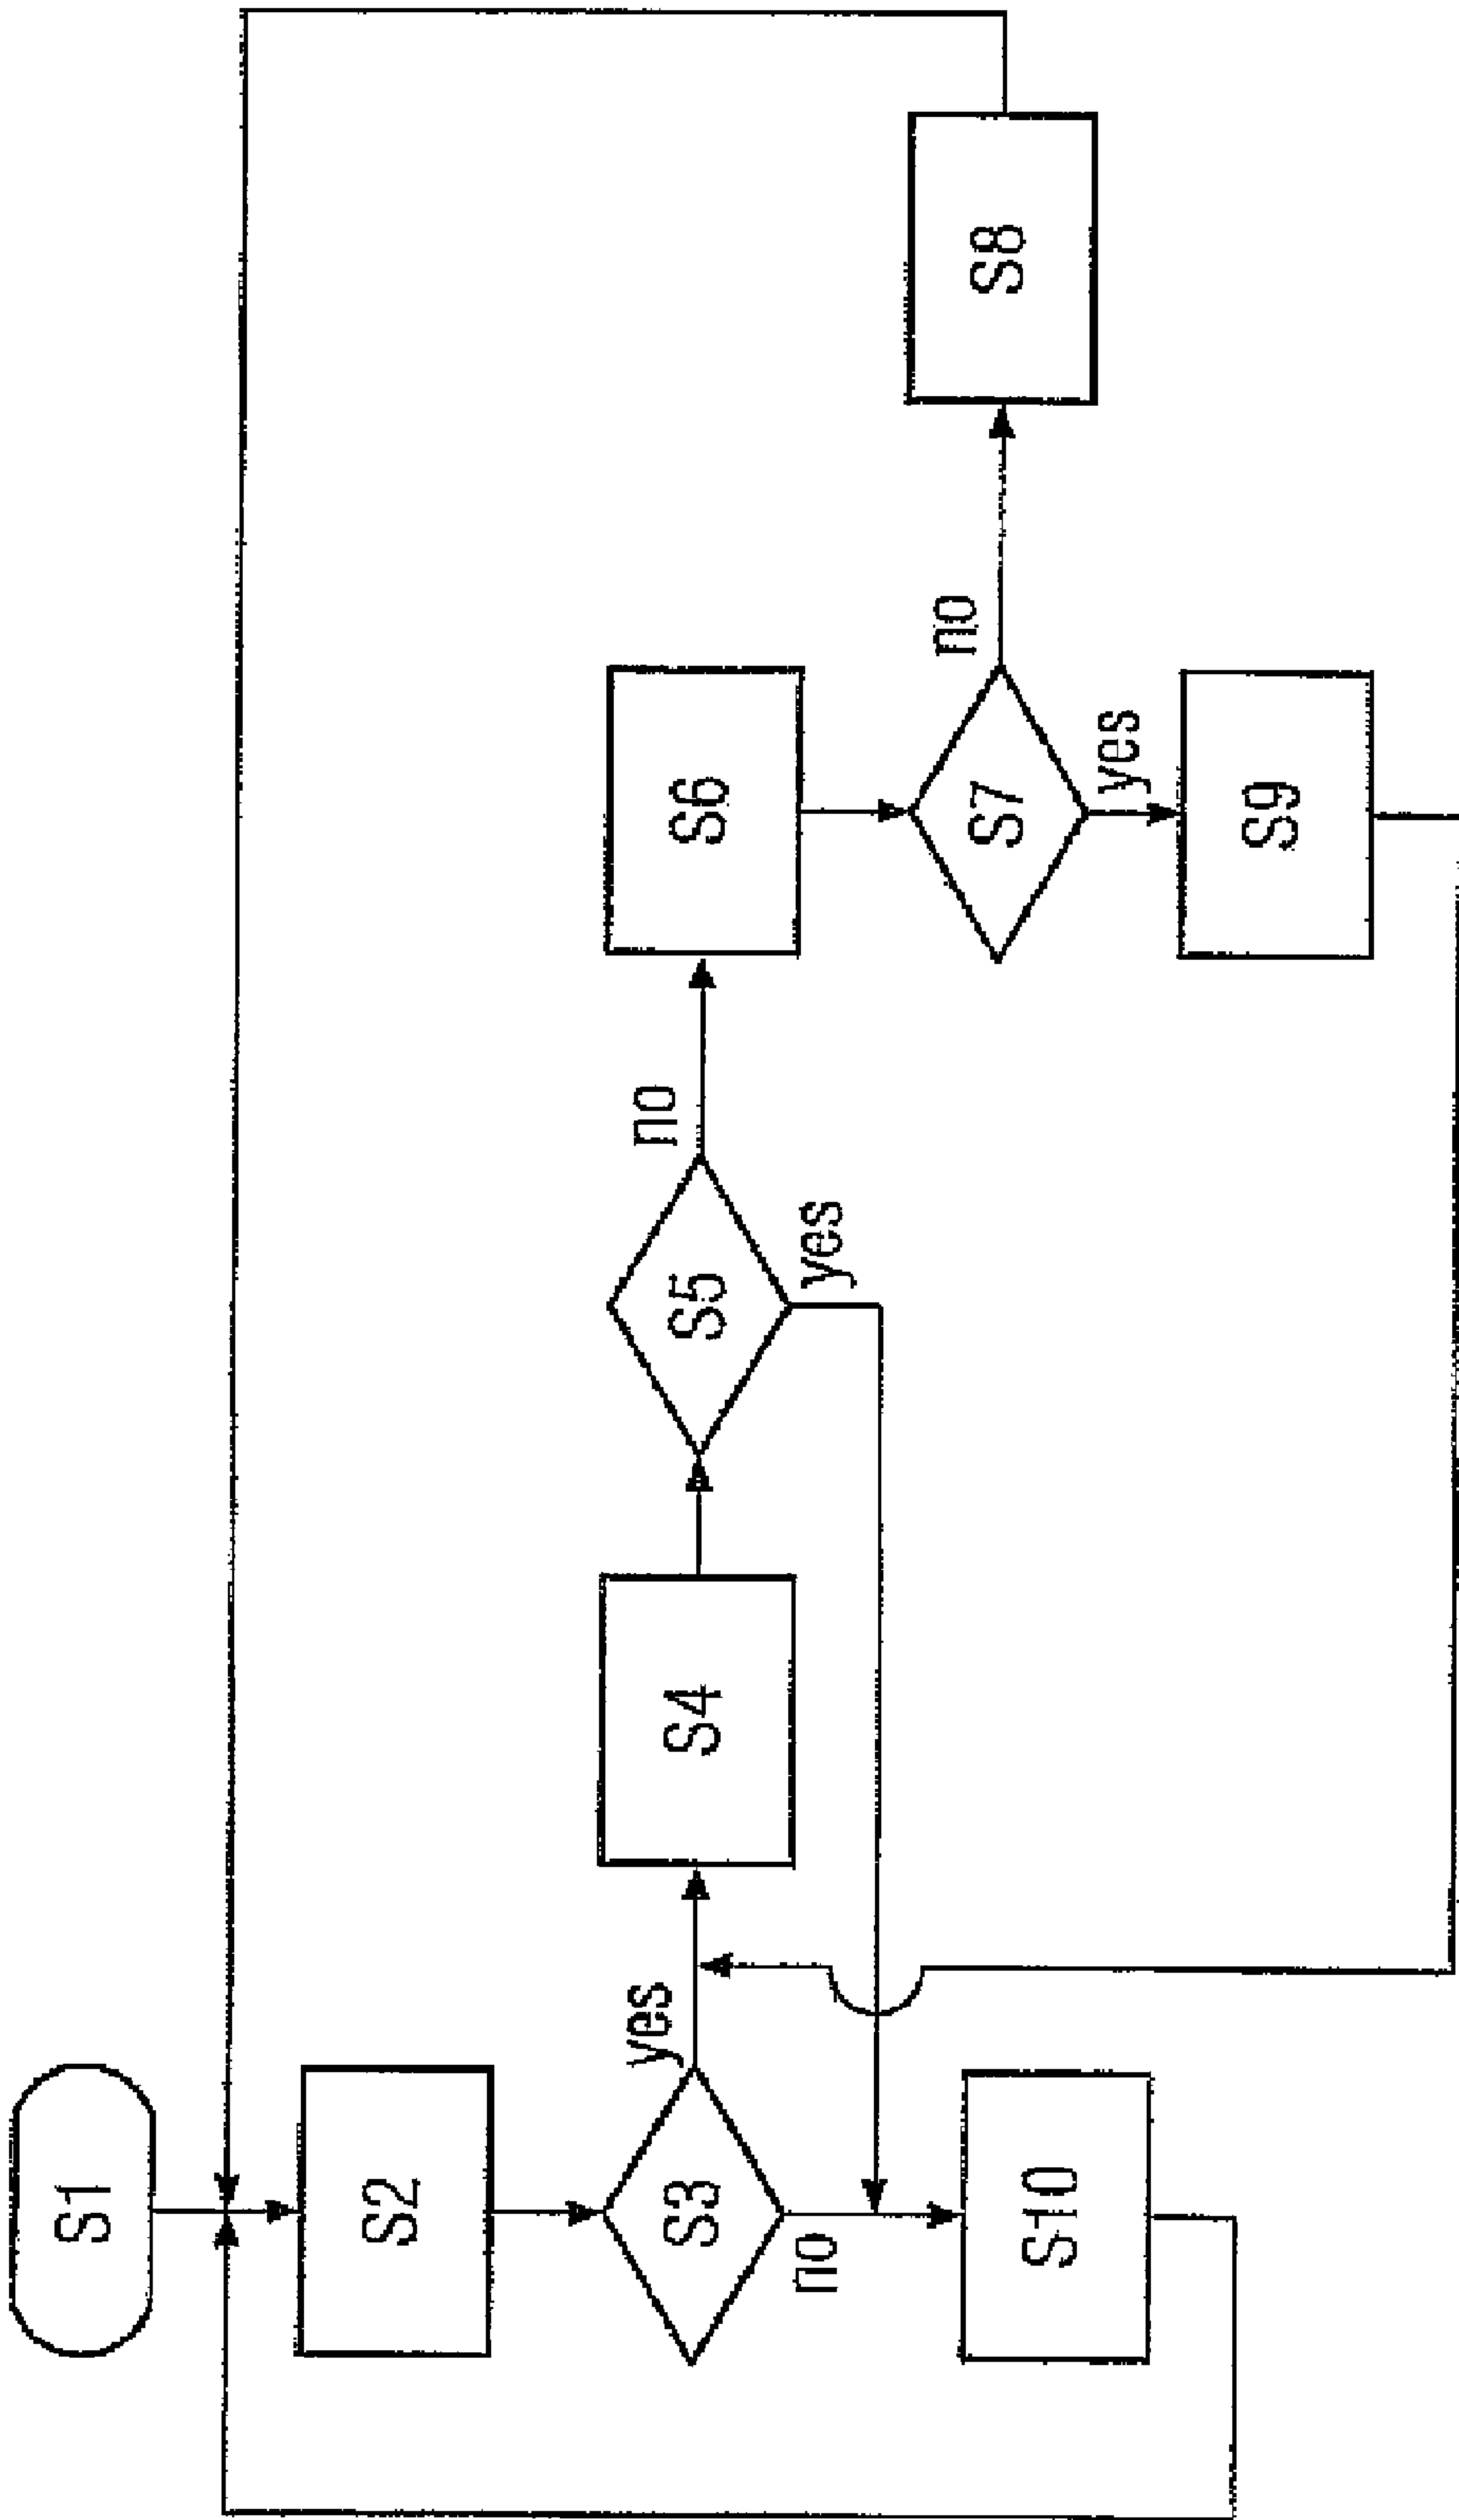 S1
S2
S3
yes
no
S4
S5
no
yes
S6
S7
no
yes
S8
S9
S10